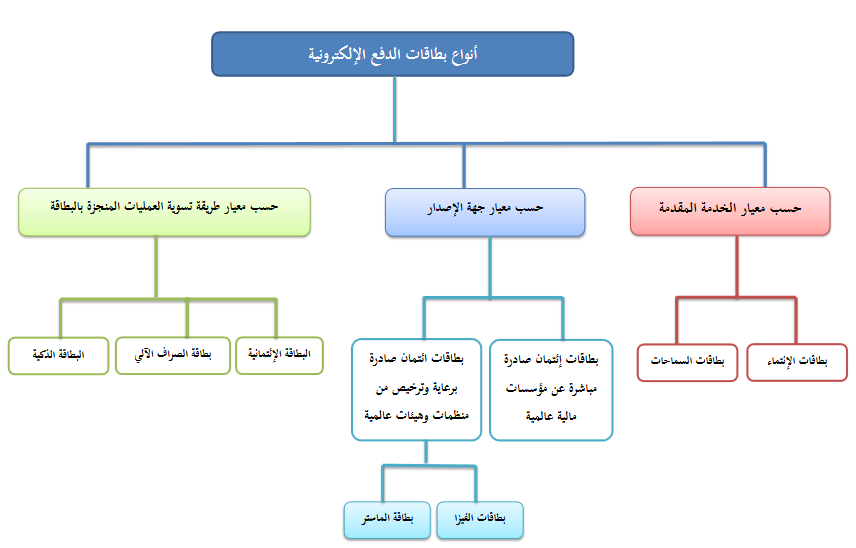 أنواع بطاقات الدفع الإلكترونية
حسب معيار الخدمة المقدمة
حسب معيار جهة الإصدار
حسب معيار طريقة تسوية العمليات المنجزة بالبطاقة
بطاقات الإنتماء
بطاقات السماحات
بطاقات إئتمان صادرة
مباشرة عن مؤسسات
مالية عالمية
بطاقات ائتمان صادرة
برعاية وترخيص من
منظمات وهيئات عالمية
البطاقة الإئتمانية
بطاقة الصراف الآلي
البطاقة الذكية
بطاقات الفيزا
بطاقة الماستر